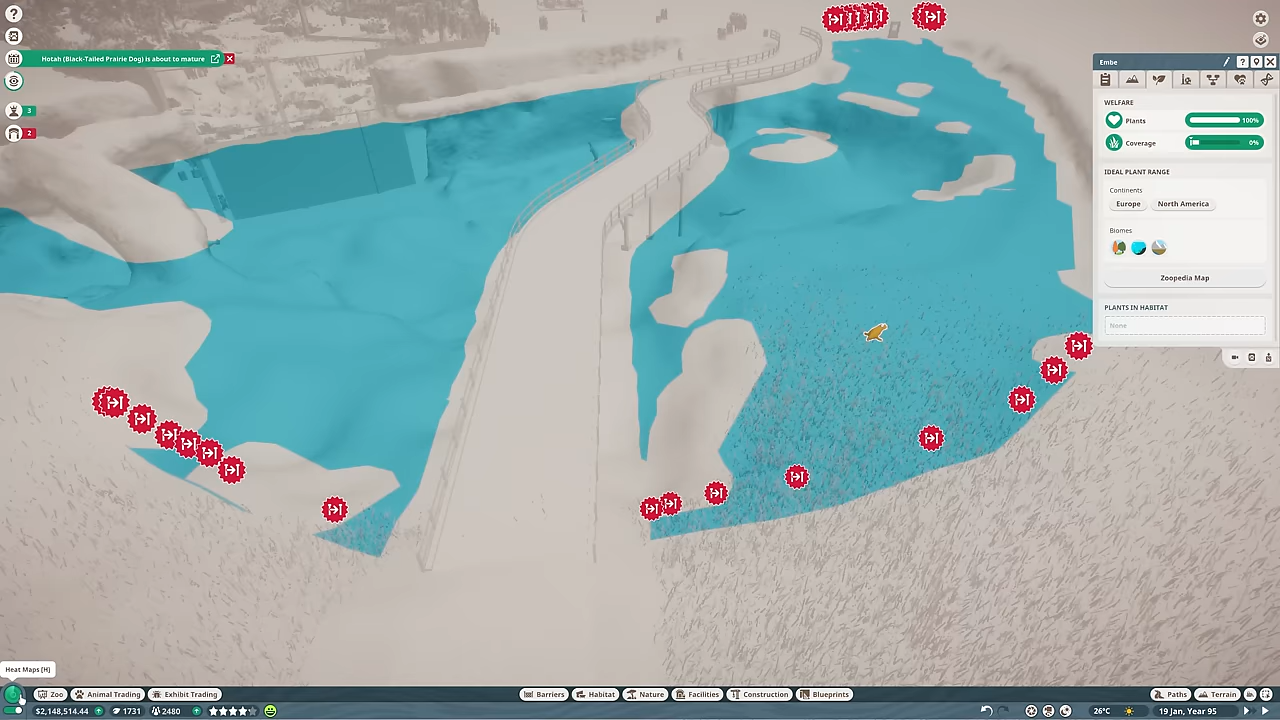 Hotah (Black-Tailed Prairie Dog) is about to mature
3
2
Embe
WELFARE
Plants
100%
Coverage
0%
IDEAL PLANT RANGE
Continents
Europe
North America
Biomes
Zoopedia Map
PLANTS IN HABITAT
None
Heat Maps [H]
Zoo
Animal Trading
Exhibit Trading
Barriers
Habitat
Nature
Facilities
Construction
Blueprints
Paths
Terrain
$2,148,514.44
1731
2480
26°C
19 Jan, Year 95